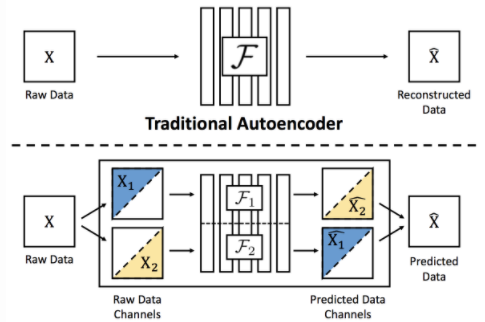 X
F
X̂
Raw Data
Reconstructed
Data
Traditional Autoencoder
X₁
F₁
X̂₂
X
X̂
X₂
F₂
X̂₁
Raw Data
Predicted
Data
Raw Data
Channels
Predicted Data
Channels